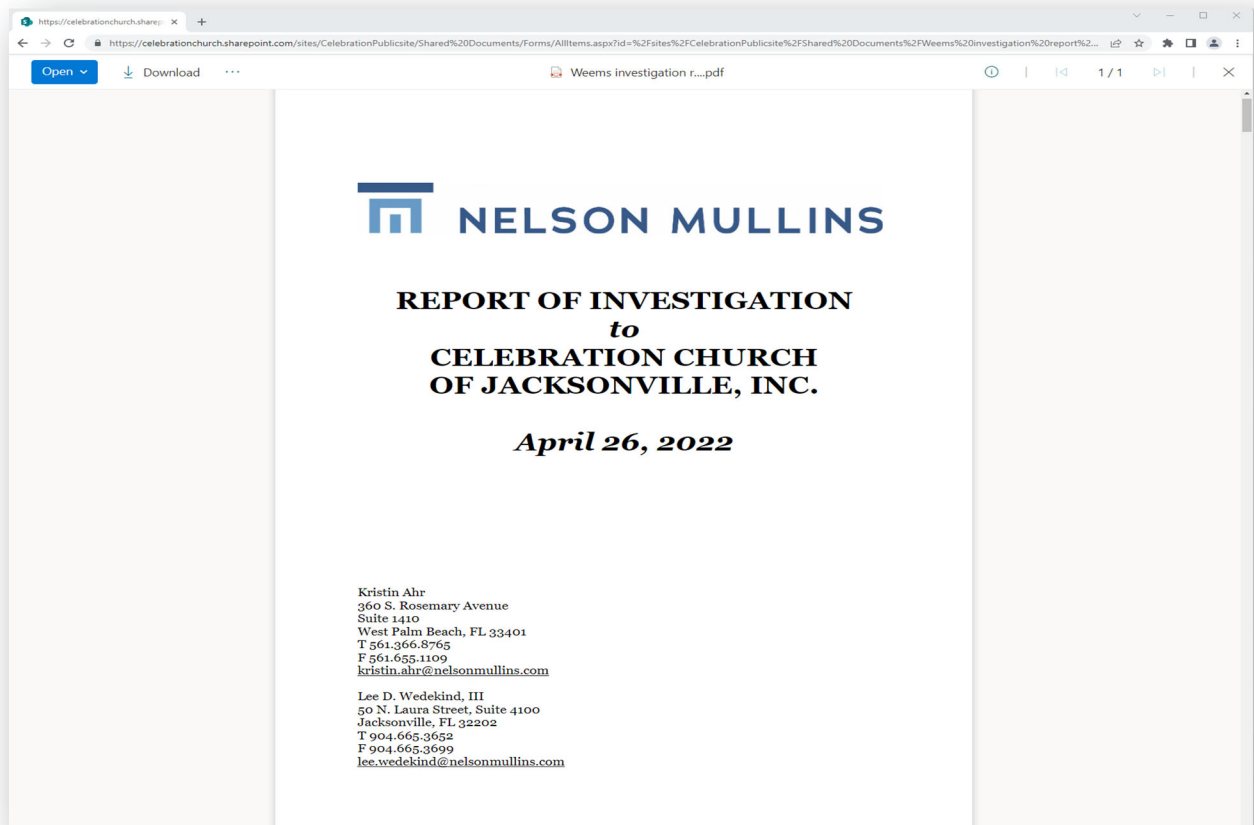 https://celebrationchurch.sharep
https://celebrationchurch.sharepoint.com/sites/CelebrationPublicsite/Shared%20Documents/Forms/AllItems.aspx?id=%2Fsites%2FCelebrationPublicsite%2FShared%20Documents%2FWeems%20investigation%20report%2...
Open
Download
...
Weems investigation r....pdf
1 / 1
NELSON MULLINS
REPORT OF INVESTIGATION
to
CELEBRATION CHURCH
OF JACKSONVILLE, INC.
April 26, 2022
Kristin Ahr
360 S. Rosemary Avenue
Suite 1410
West Palm Beach, FL 33401
T 561.366.8765
F 561.655.1109
kristin.ahr@nelsonmullins.com
Lee D. Wedekind, III
50 N. Laura Street, Suite 4100
Jacksonville, FL 32202
T 904.665.3652
F 904.665.3699
lee.wedekind@nelsonmullins.com